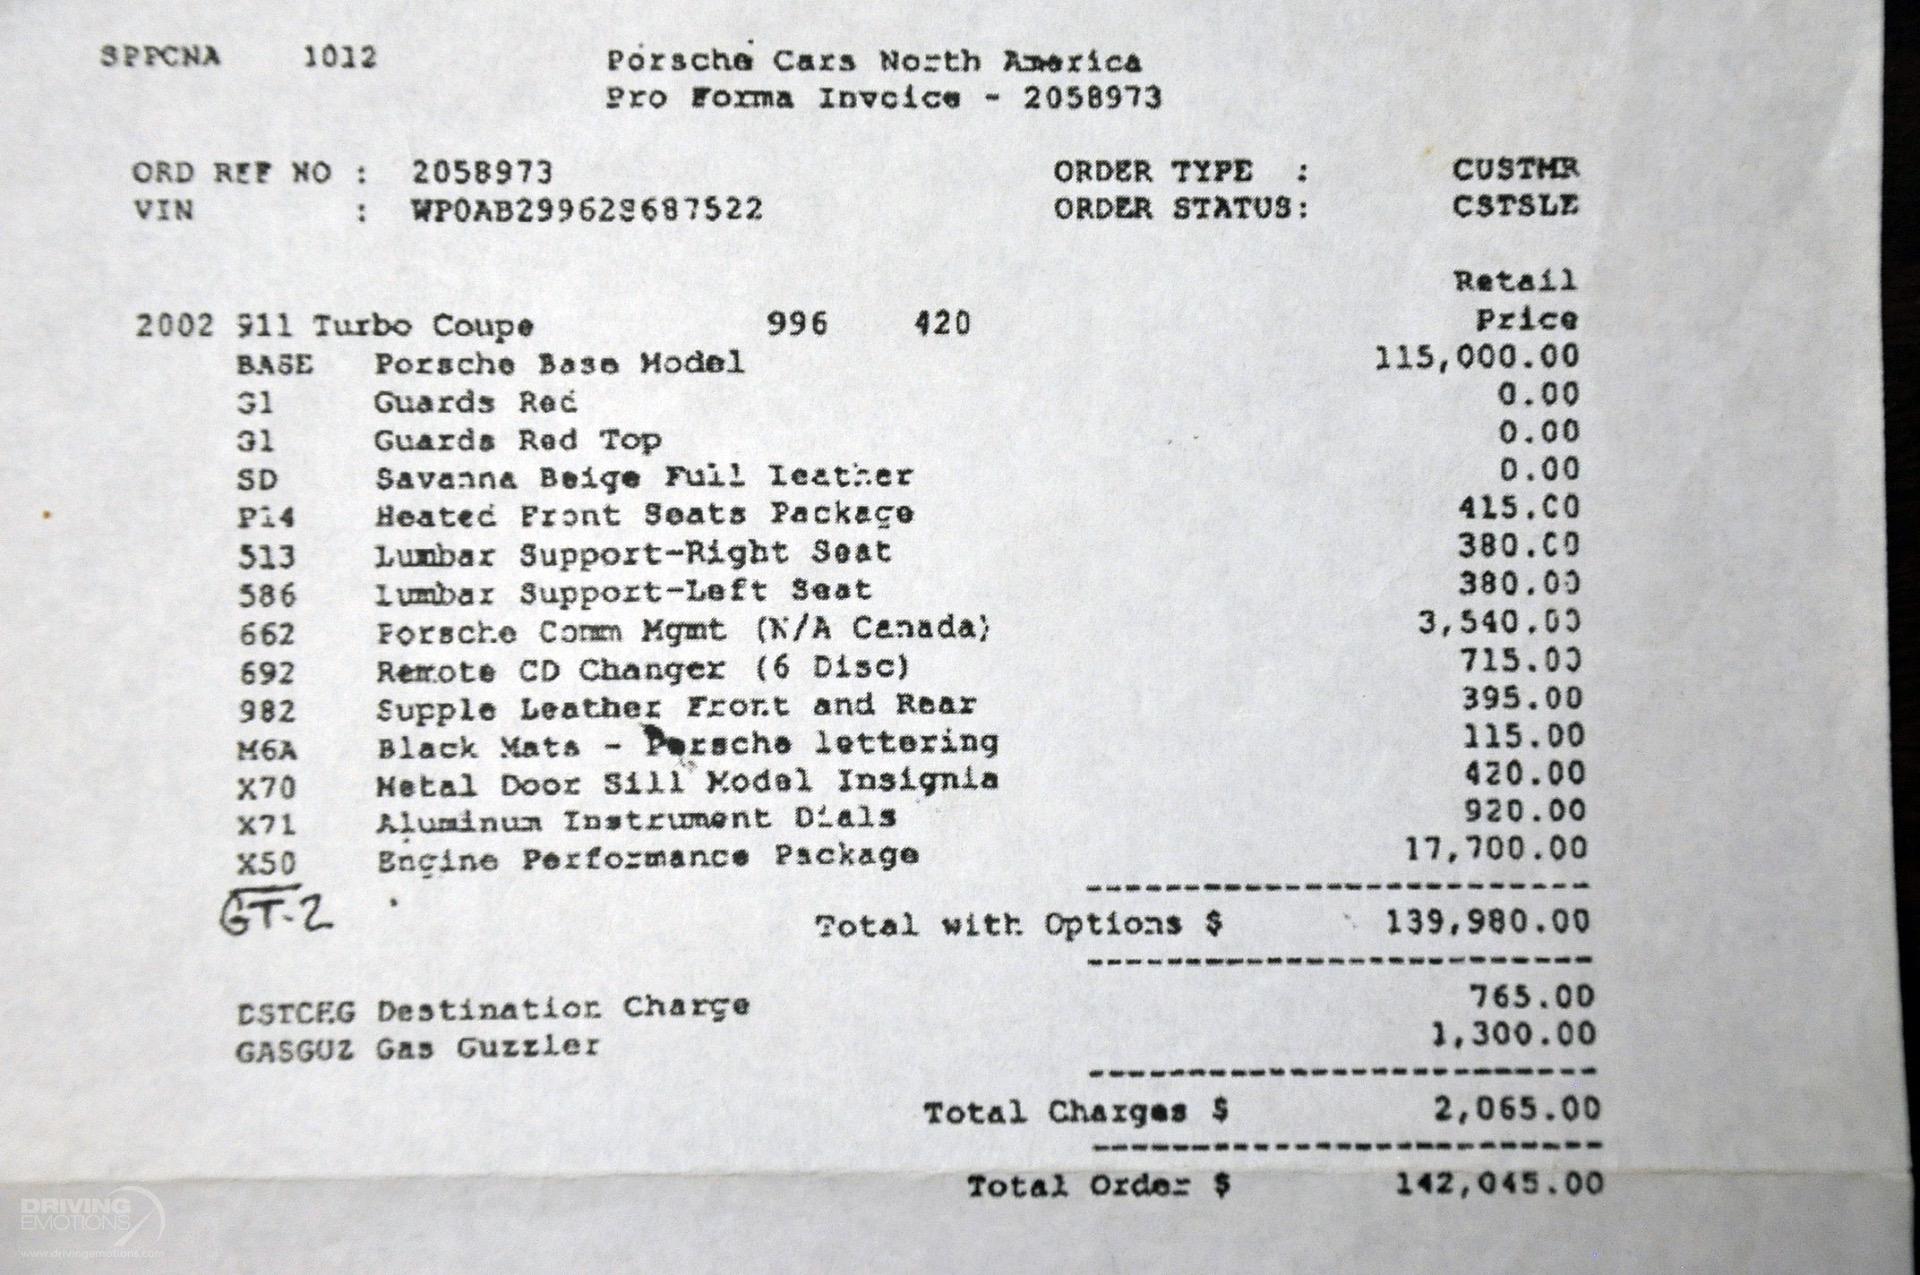 SPPCNA 1012 Porsche Cars North America
Pro Forma Invoice - 2058973
ORD REF NO : 2058973 ORDER TYPE : CUSTMR
VIN : WP0AB29962S687522 ORDER STATUS: CSTSLE
Retail
2002 911 Turbo Coupe 996 420 Price
BASE Porsche Base Model 115,000.00
G1 Guards Red 0.00
G1 Guards Red Top 0.00
SD Savanna Beige Full Leather 0.00
P14 Heated Front Seats Package 415.00
513 Lumbar Support-Right Seat 380.00
586 Lumbar Support-Left Seat 380.00
662 Porsche Comm Mgmt (N/A Canada) 3,540.00
692 Remote CD Changer (6 Disc) 715.00
982 Supple Leather Front and Rear 395.00
M6A Black Mats - Porsche lettering 115.00
X70 Metal Door Sill Model Insignia 420.00
X71 Aluminum Instrument Dials 920.00
X50 Engine Performance Package 17,700.00
GT-2
Total with Options $ 139,980.00
DSTCHG Destination Charge 765.00
GASGUZ Gas Guzzler 1,300.00
Total Charges $ 2,065.00
Total Order $ 142,045.00
DRIVING
EMOTIONS
www.drivingemotions.com